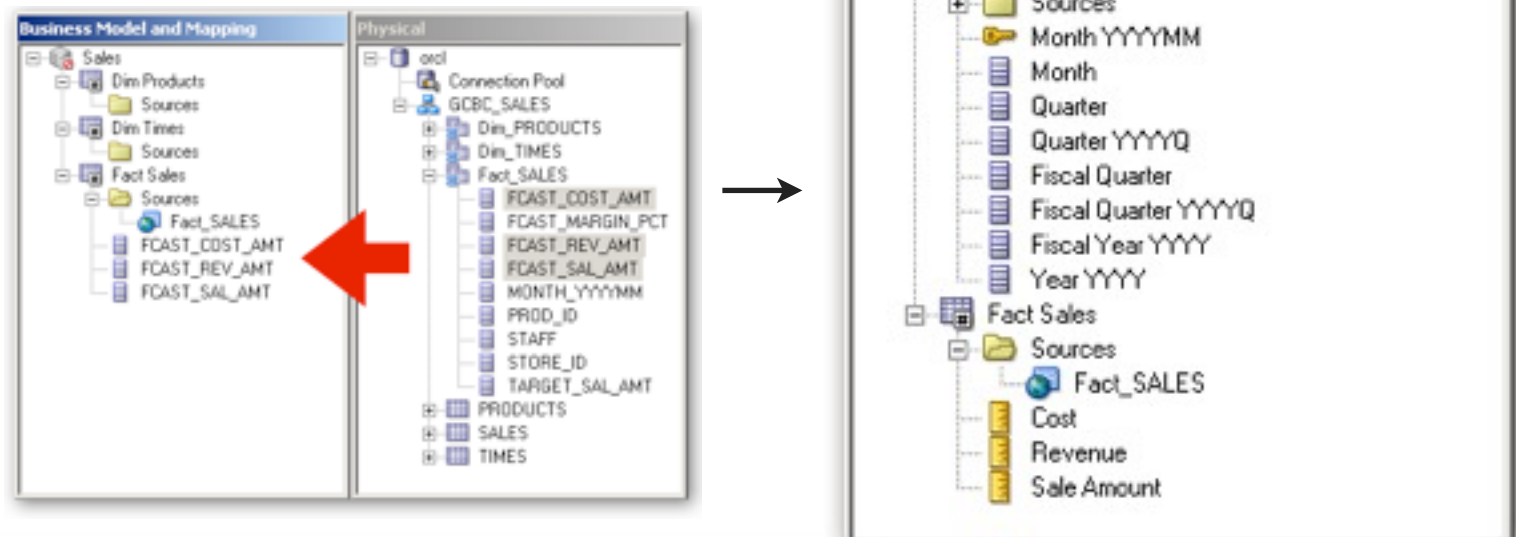 Business Model and Mapping
Sales
Dim Products
Sources
Dim Times
Sources
Fact Sales
Sources
Fact_SALES
FCAST_COST_AMT
FCAST_REV_AMT
FCAST_SAL_AMT
Physical
orcl
Connection Pool
GCBC_SALES
Dim_PRODUCTS
Dim_TIMES
Fact_SALES
FCAST_COST_AMT
FCAST_MARGIN_PCT
FCAST_REV_AMT
FCAST_SAL_AMT
MONTH_YYYYMM
PROD_ID
STAFF
STORE_ID
TARGET_SAL_AMT
PRODUCTS
SALES
TIMES
Sources
Month YYYYMM
Month
Quarter
Quarter YYYYQ
Fiscal Quarter
Fiscal Quarter YYYYQ
Fiscal Year YYYY
Year YYYY
Fact Sales
Sources
Fact_SALES
Cost
Revenue
Sale Amount